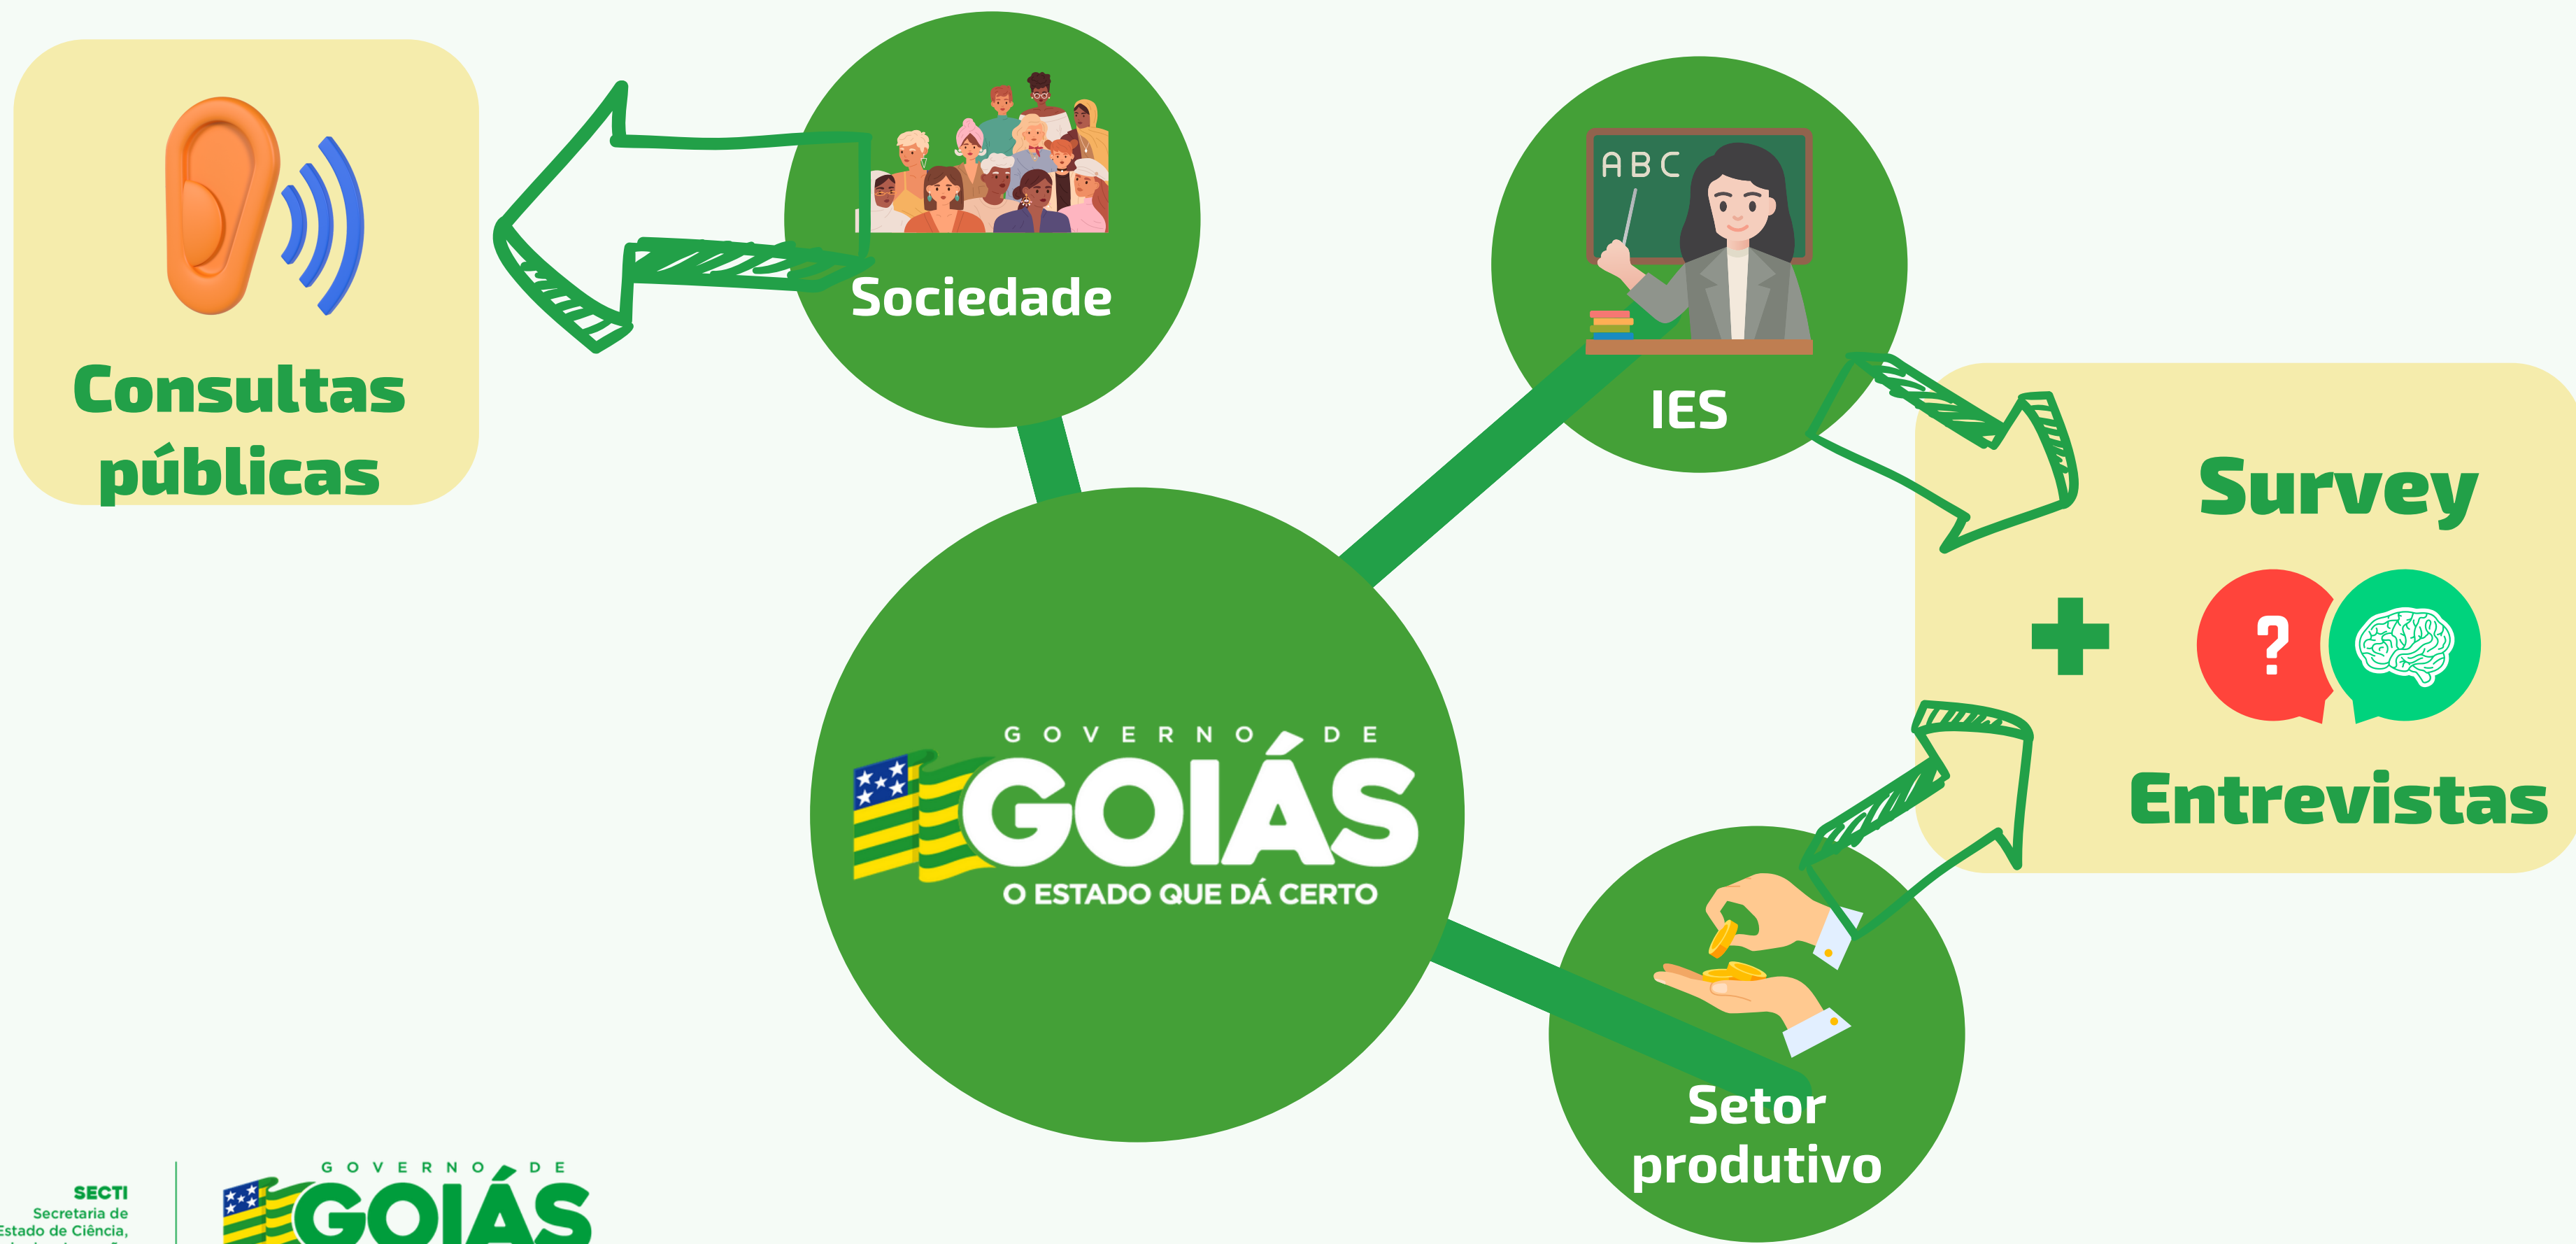 Consultas
públicas
Sociedade
A B C
IES
Survey
+
?
Entrevistas
GOVERNO DE
GOIÁS
O ESTADO QUE DÁ CERTO
Setor
produtivo
SECTI
Secretaria de
Estado de Ciência,
GOVERNO DE
GOIÁS